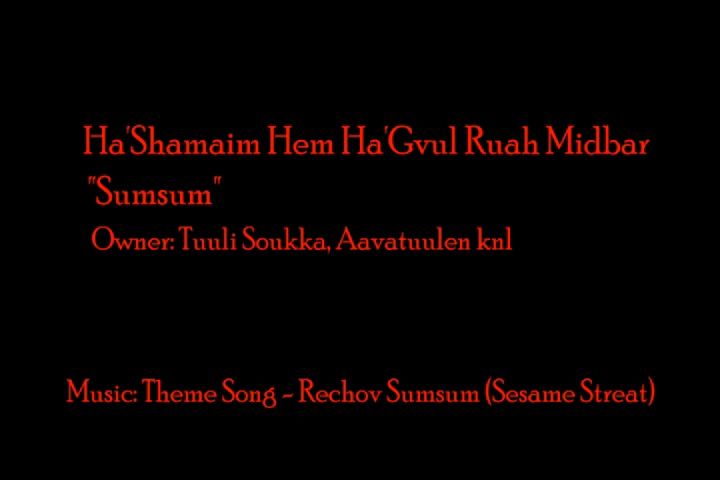 Ha'Shamaim Hem Ha'Gvul Ruah Midbar
"Sumsum"
Owner: Tuuli Soukka, Aavatuulen knl
Music: Theme Song - Rechov Sumsum (Sesame Streat)